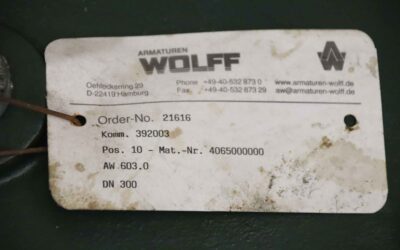 ARMATUREN
WOLFF
AW
Oehleckerring 29
D-22419 Hamburg
Phone +49-40-532 873 0
Fax +49-40-532 873 29
www.armaturen-wolff.de
aw@armaturen-wolff.de
Order-No. 21616
Komm. 392003
Pos. 10 - Mat.-Nr. 4065000000
AW 603.0
DN 300